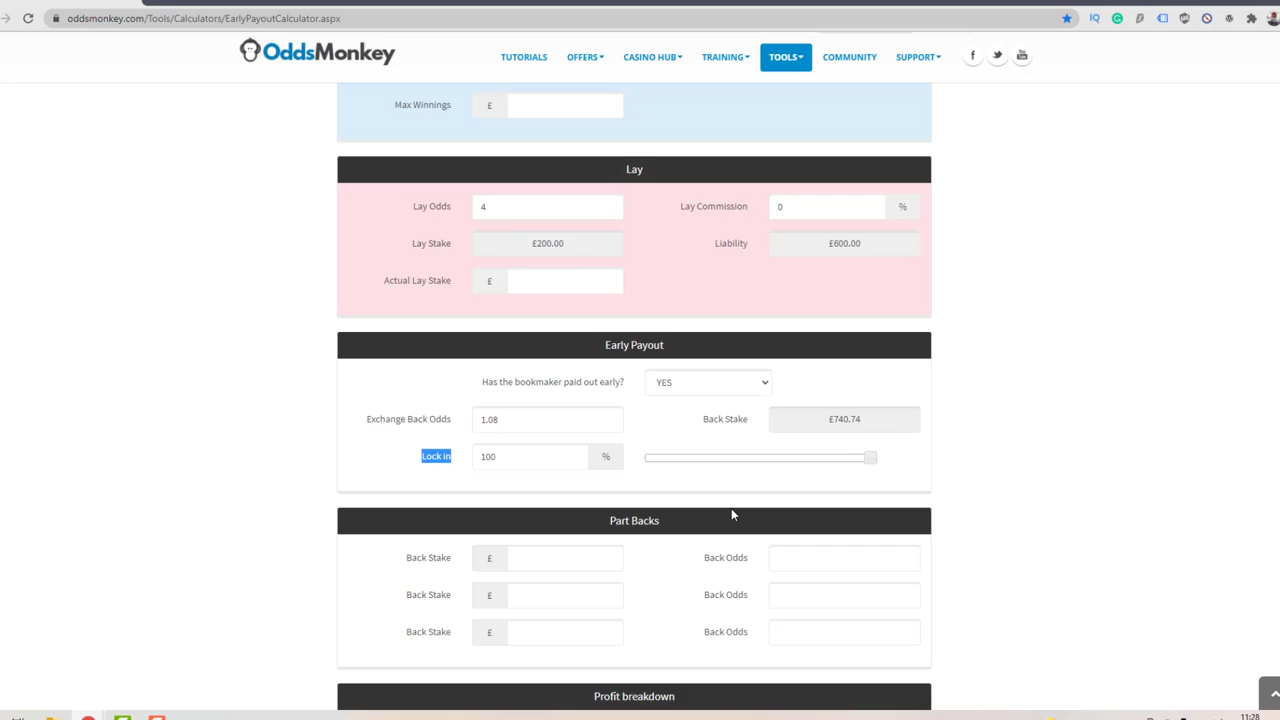 oddsmonkey.com/Tools/Calculators/EarlyPayoutCalculator.aspx
OddsMonkey
TUTORIALS OFFERS CASINO HUB TRAINING TOOLS COMMUNITY SUPPORT
Max Winnings £
Lay
Lay Odds 4 Lay Commission 0 %
Lay Stake £200.00 Liability £600.00
Actual Lay Stake £
Early Payout
Has the bookmaker paid out early? YES
Exchange Back Odds 1.08 Back Stake £740.74
Lock in 100 %
Part Backs
Back Stake £ Back Odds
Back Stake £ Back Odds
Back Stake £ Back Odds
Profit breakdown
11:28